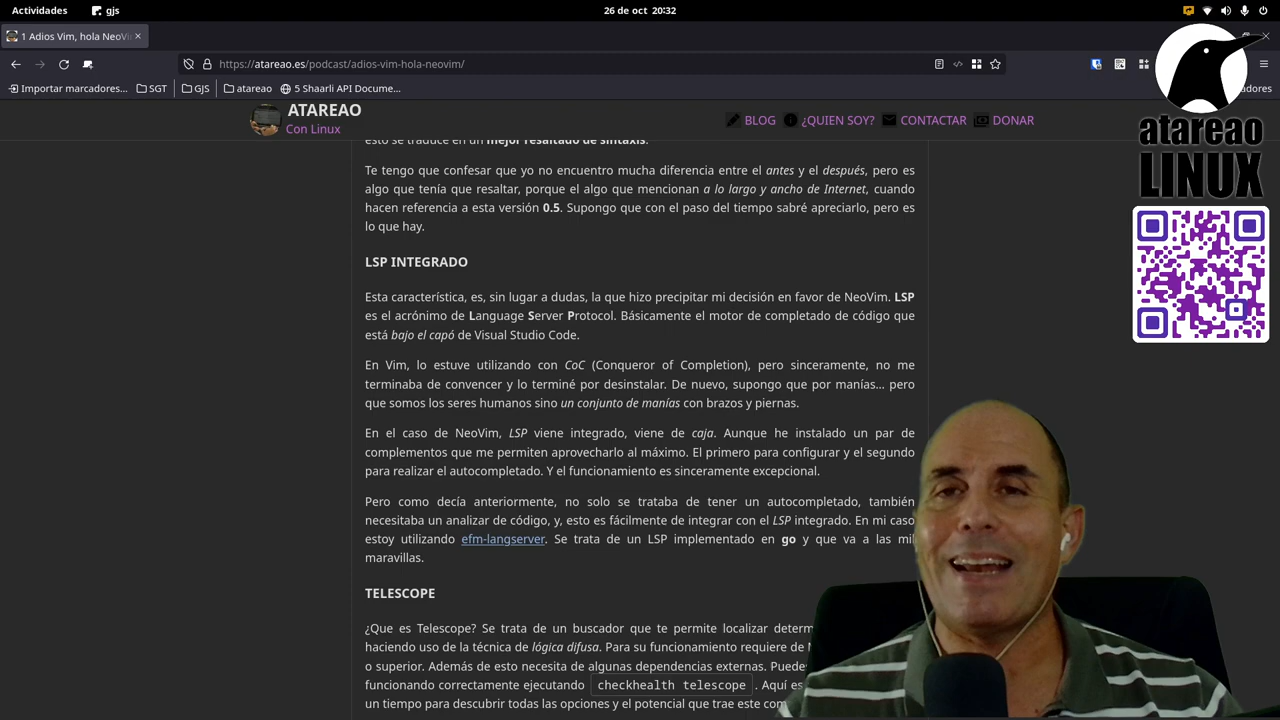 Actividades
gjs
26 de oct 20:32
1 Adios Vim, hola NeoVi
https://atareao.es/podcast/adios-vim-hola-neovim/
Importar marcadores...
SGT
GJS
atareao
5 Shaarli API Docume...
adores
ATAREAO
Con Linux
BLOG
¿QUIEN SOY?
CONTACTAR
DONAR
atareao
LINUX
esto se traduce en un mejor resaltado de sintaxis.
Te tengo que confesar que yo no encuentro mucha diferencia entre el antes y el después, pero es
algo que tenía que resaltar, porque el algo que mencionan a lo largo y ancho de Internet, cuando
hacen referencia a esta versión 0.5. Supongo que con el paso del tiempo sabré apreciarlo, pero es
lo que hay.
LSP INTEGRADO
Esta característica, es, sin lugar a dudas, la que hizo precipitar mi decisión en favor de NeoVim. LSP
es el acrónimo de Language Server Protocol. Básicamente el motor de completado de código que
está bajo el capó de Visual Studio Code.
En Vim, lo estuve utilizando con CoC (Conqueror of Completion), pero sinceramente, no me
terminaba de convencer y lo terminé por desinstalar. De nuevo, supongo que por manías... pero
que somos los seres humanos sino un conjunto de manías con brazos y piernas.
En el caso de NeoVim, LSP viene integrado, viene de caja. Aunque he instalado un par de
complementos que me permiten aprovecharlo al máximo. El primero para configurar y el segundo
para realizar el autocompletado. Y el funcionamiento es sinceramente excepcional.
Pero como decía anteriormente, no solo se trataba de tener un autocompletado, también
necesitaba un analizar de código, y, esto es fácilmente de integrar con el LSP integrado. En mi caso
estoy utilizando efm-langserver. Se trata de un LSP implementado en go y que va a las mil
maravillas.
TELESCOPE
¿Que es Telescope? Se trata de un buscador que te permite localizar determ
haciendo uso de la técnica de lógica difusa. Para su funcionamiento requiere de
o superior. Además de esto necesita de algunas dependencias externas. Puedes
funcionando correctamente ejecutando checkhealth telescope. Aquí es
un tiempo para descubrir todas las opciones y el potencial que trae este com